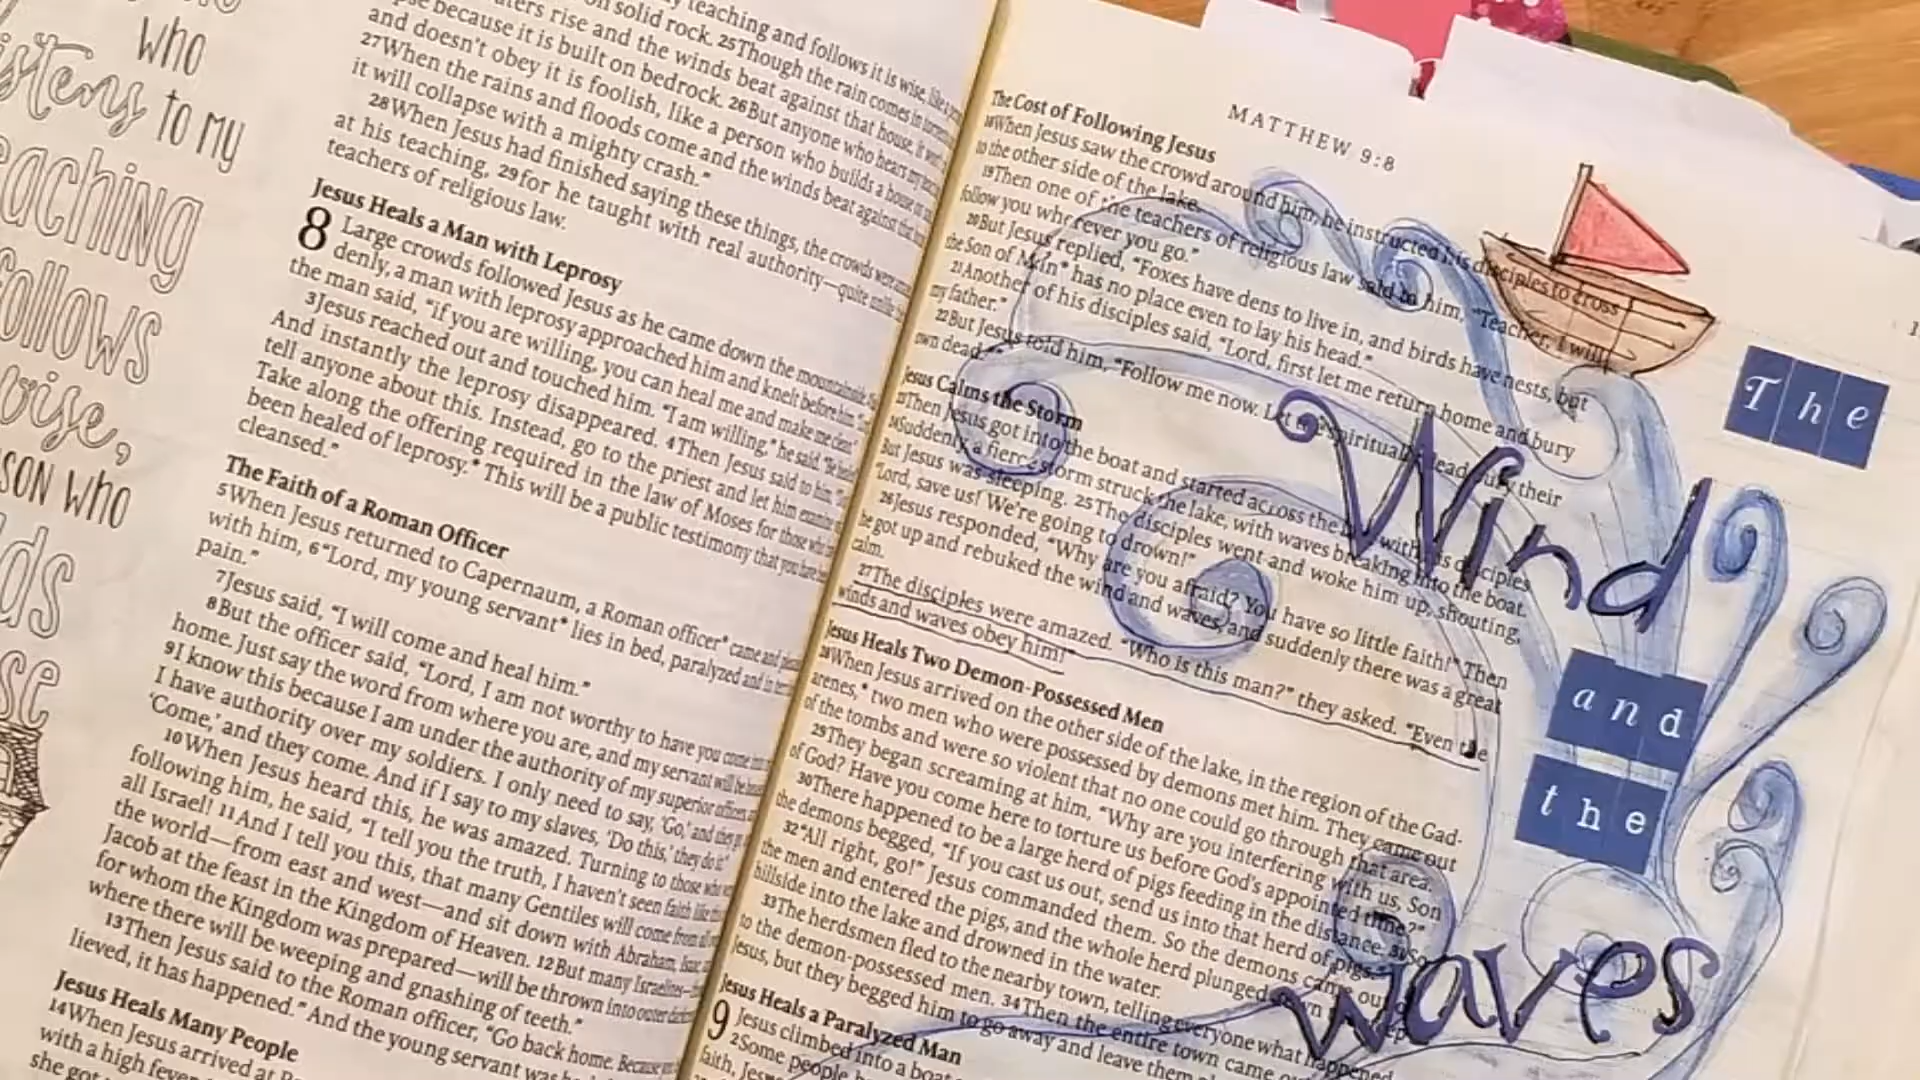 who
listens to my
teaching
follows
wise,
person who
y teaching and follows it is wise, like a
on solid rock. 25Though the rain comes in torrents
aters rise and the winds beat against that house, it won't
pse because it is built on bedrock. 26But anyone who hears my
and doesn't obey it is foolish, like a person who builds a house on
27When the rains and floods come and the winds beat against this
it will collapse with a mighty crash."
28When Jesus had finished saying these things, the crowds were
at his teaching, 29for he taught with real authority—quite unlike
teachers of religious law.
Jesus Heals a Man with Leprosy
8 Large crowds followed Jesus as he came down the mountainside.
denly, a man with leprosy approached him and knelt before him.
the man said, "if you are willing, you can heal me and make me clean."
3Jesus reached out and touched him. "I am willing," he said. "Be healed!"
And instantly the leprosy disappeared. 4Then Jesus said to him,
tell anyone about this. Instead, go to the priest and let him examine
Take along the offering required in the law of Moses for those who
been healed of leprosy.* This will be a public testimony that you have been
cleansed."
The Faith of a Roman Officer
5When Jesus returned to Capernaum, a Roman officer* came and
with him, 6"Lord, my young servant* lies in bed, paralyzed and in
pain."
7Jesus said, "I will come and heal him."
8But the officer said, "Lord, I am not worthy to have you come
home. Just say the word from where you are, and my servant will be
9I know this because I am under the authority of my superior officers,
I have authority over my soldiers. I only need to say, 'Go,' and they
'Come,' and they come. And if I say to my slaves, 'Do this,' they do it."
10When Jesus heard this, he was amazed. Turning to those who
following him, he said, "I tell you the truth, I haven't seen faith like
all Israel! 11And I tell you this, that many Gentiles will come from
the world—from east and west—and sit down with Abraham, Isaac,
Jacob at the feast in the Kingdom of Heaven. 12But many Israelites—
for whom the Kingdom was prepared—will be thrown into outer
where there will be weeping and gnashing of teeth."
13Then Jesus said to the Roman officer, "Go back home. Because
lieved, it has happened." And the young servant was
Jesus Heals Many People
14When Jesus arrived at
with a high fever
she got
MATTHEW 9:8
The Cost of Following Jesus
18When Jesus saw the crowd around him, he instructed his disciples to cross
to the other side of the lake.
19Then one of the teachers of religious law said to him, "Teacher, I will
follow you wherever you go."
20But Jesus replied, "Foxes have dens to live in, and birds have nests, but
the Son of Man* has no place even to lay his head."
21Another of his disciples said, "Lord, first let me return home and bury
my father."
22But Jesus told him, "Follow me now. Let the spiritually dead bury their
own dead."
Jesus Calms the Storm
23Then Jesus got into the boat and started across the lake with his disciples.
24Suddenly, a fierce storm struck the lake, with waves breaking into the boat.
But Jesus was sleeping. 25The disciples went and woke him up, shouting,
"Lord, save us! We're going to drown!"
26Jesus responded, "Why are you afraid? You have so little faith!" Then
he got up and rebuked the wind and waves, and suddenly there was a great
calm.
27The disciples were amazed. "Who is this man?" they asked. "Even the
winds and waves obey him!"
Jesus Heals Two Demon-Possessed Men
28When Jesus arrived on the other side of the lake, in the region of the Gad-
arenes,* two men who were possessed by demons met him. They came out
of the tombs and were so violent that no one could go through that area.
29They began screaming at him, "Why are you interfering with us, Son
of God? Have you come here to torture us before God's appointed time?"
30There happened to be a large herd of pigs feeding in the distance. 31So
the demons begged, "If you cast us out, send us into that herd of pigs."
32"All right, go!" Jesus commanded them. So the demons came out of
the men and entered the pigs, and the whole herd plunged down the steep
hillside into the lake and drowned in the water.
33The herdsmen fled to the nearby town, telling everyone what happened
to the demon-possessed men. 34Then the entire town came out
Jesus, but they begged him to go away and leave them
Jesus Heals a Paralyzed Man
9 Jesus climbed into a boat
2Some people
faith, Jesus
The
Wind
and
the
waves